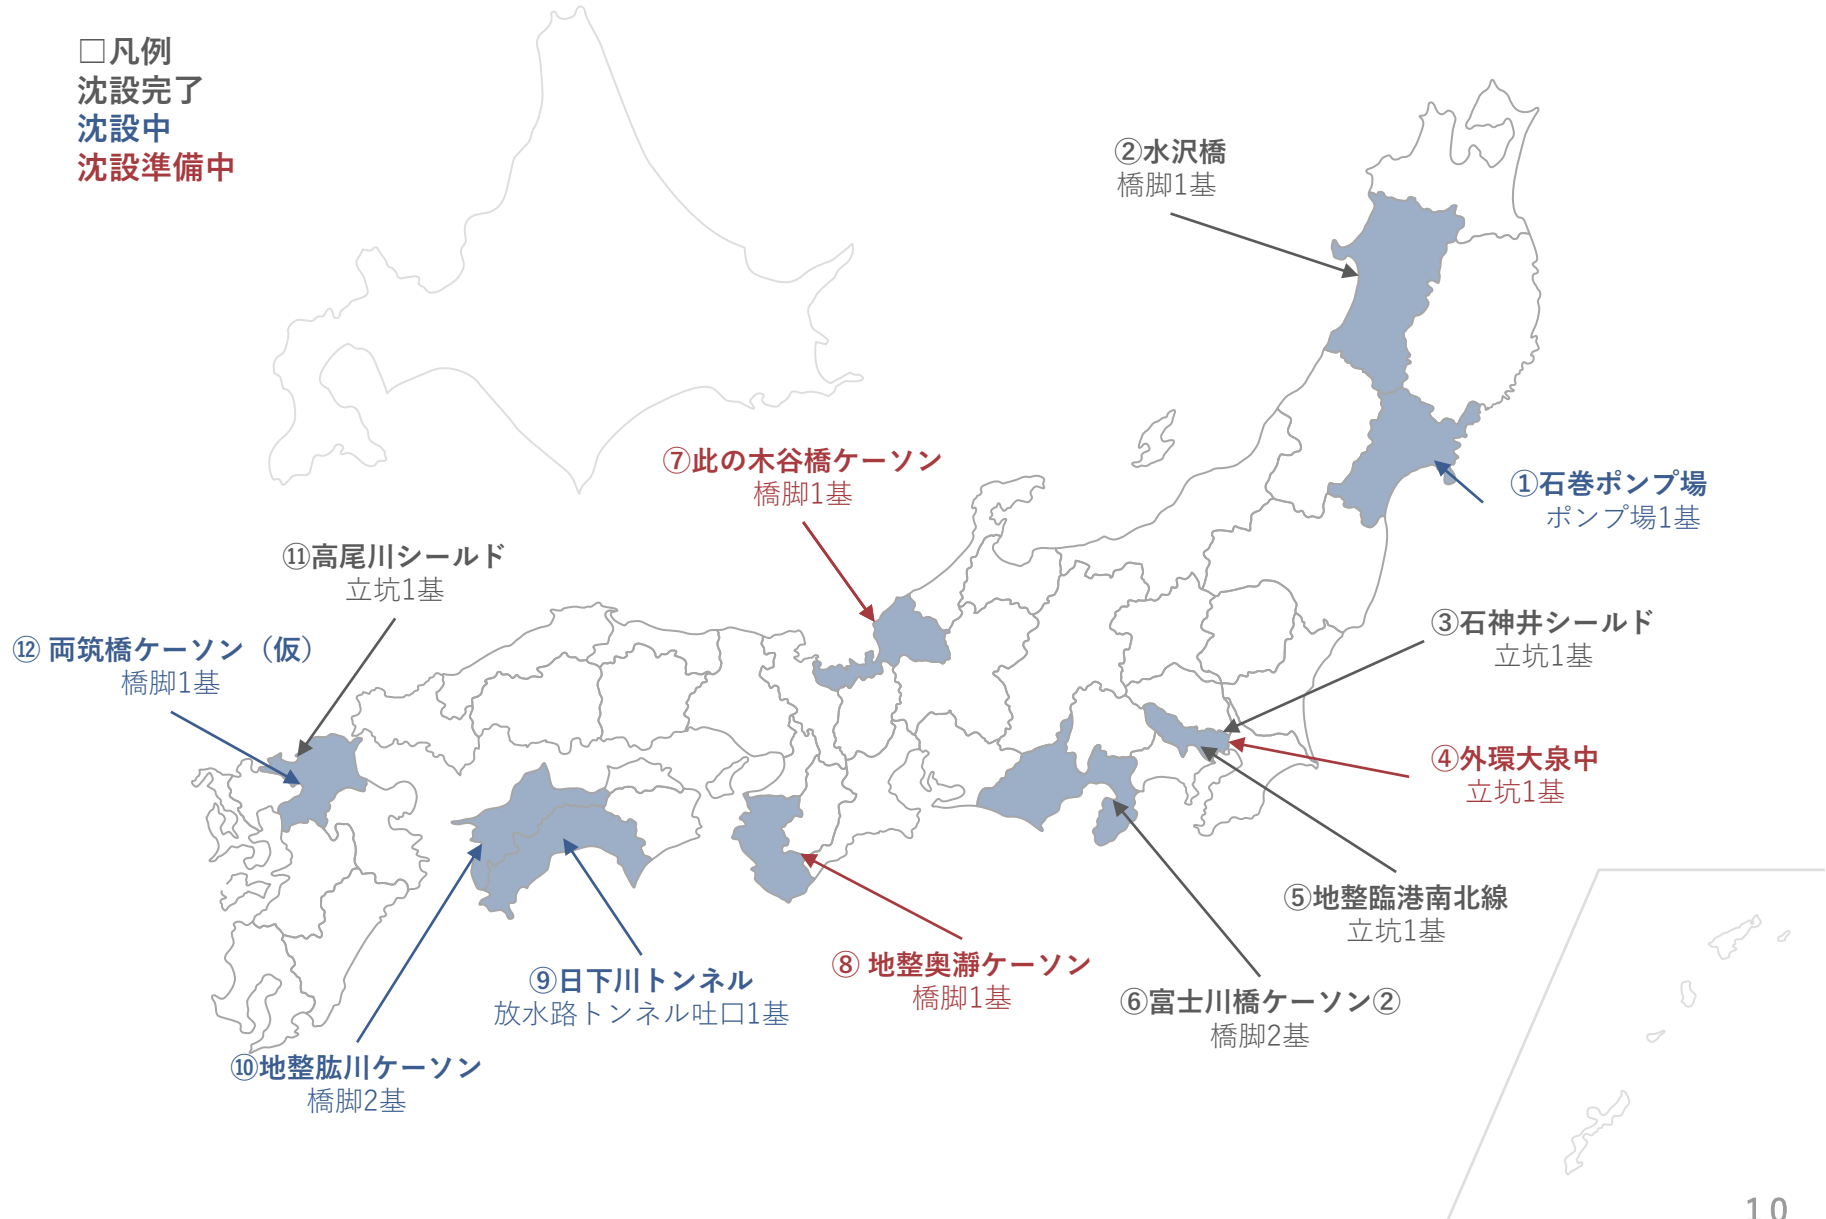 □凡例
沈設完了
沈設中
沈設準備中
②水沢橋
橋脚1基
⑦此の木谷橋ケーソン
橋脚1基
①石巻ポンプ場
ポンプ場1基
⑪高尾川シールド
立坑1基
③石神井シールド
立坑1基
⑫ 両筑橋ケーソン（仮）
橋脚1基
④外環大泉中
立坑1基
⑤地整臨港南北線
立坑1基
⑧ 地整奥瀞ケーソン
橋脚1基
⑨日下川トンネル
放水路トンネル吐口1基
⑥富士川橋ケーソン②
橋脚2基
⑩地整肱川ケーソン
橋脚2基
10